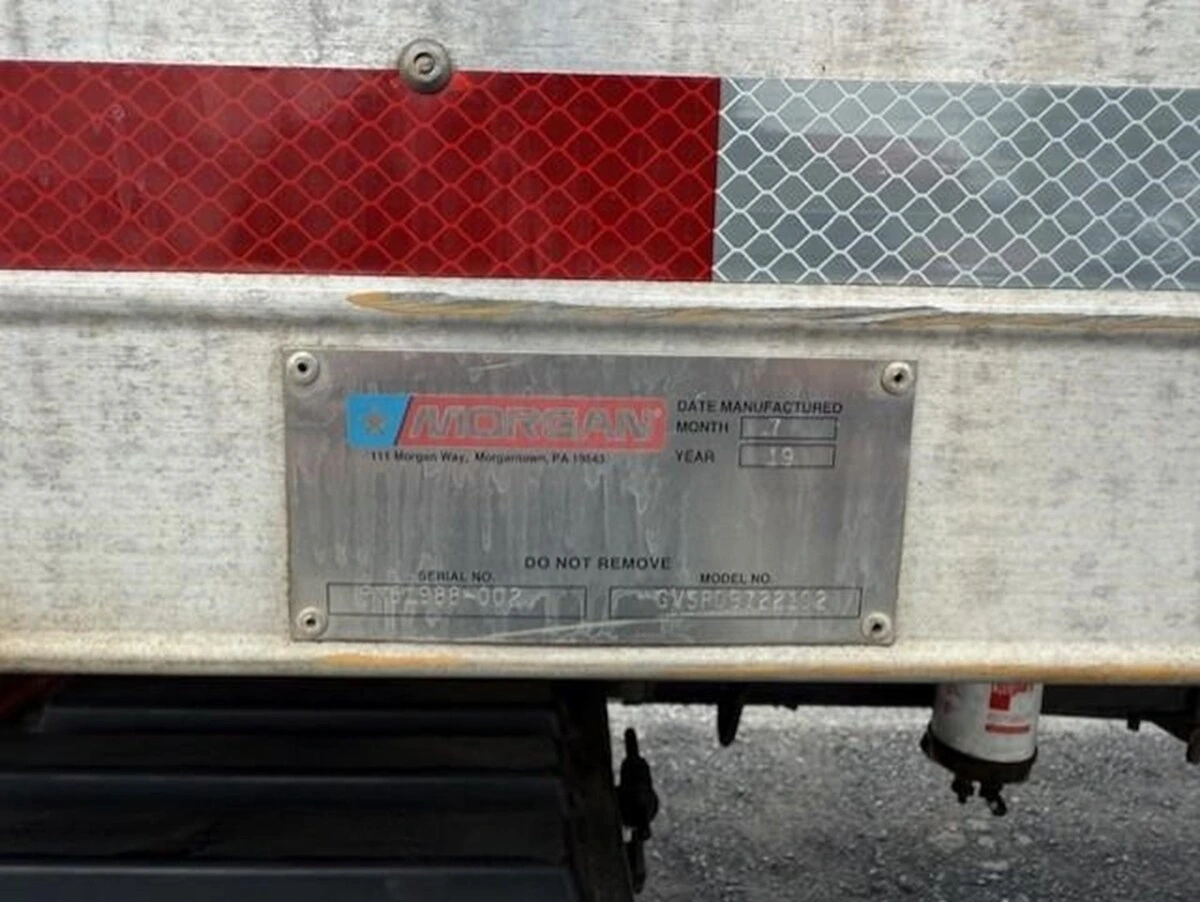 MORGAN®
111 Morgan Way, Morgantown, PA 19543
DATE MANUFACTURED
MONTH 7
YEAR 19
DO NOT REMOVE
SERIAL NO.
MODEL NO.